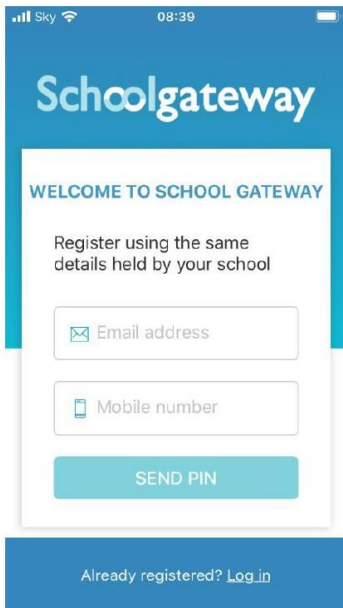 Sky 08:39
Schoolgateway
WELCOME TO SCHOOL GATEWAY
Register using the same
details held by your school
Email address
Mobile number
SEND PIN
Already registered? Log in